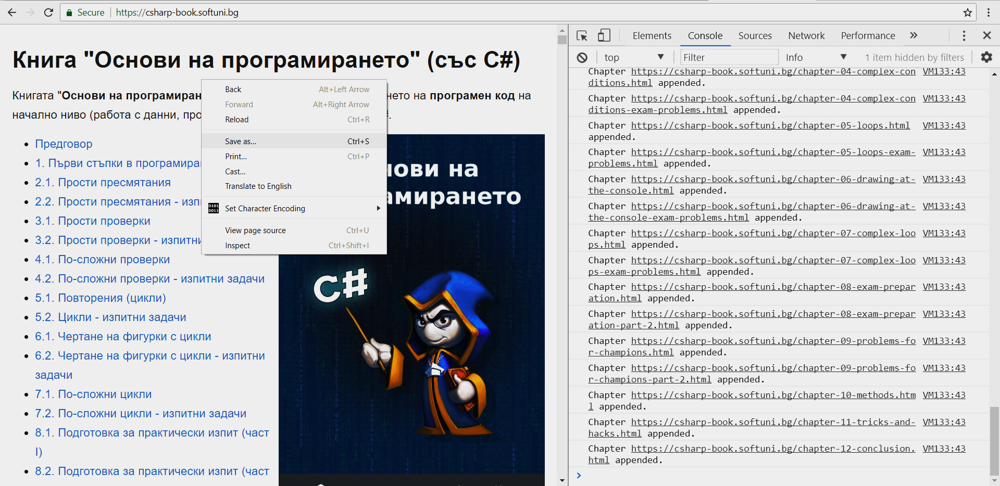 Secure https://csharp-book.softuni.bg
Книга "Основи на програмирането" (със C#)
Книгата "Основи на програмиран
нето на програмен код на
начално ниво (работа с данни, про
Back Alt+Left Arrow
Forward Alt+Right Arrow
Reload Ctrl+R
Save as... Ctrl+S
Print... Ctrl+P
Cast...
Translate to English
Set Character Encoding
View page source Ctrl+U
Inspect Ctrl+Shift+I
Предговор
1. Първи стъпки в програмира
2.1. Прости пресмятания
2.2. Прости пресмятания - изп
3.1. Прости проверки
3.2. Прости проверки - изпитн
4.1. По-сложни проверки
4.2. По-сложни проверки - изпитни задачи
5.1. Повторения (цикли)
5.2. Цикли - изпитни задачи
6.1. Чертане на фигурки с цикли
6.2. Чертане на фигурки с цикли - изпитни
задачи
7.1. По-сложни цикли
7.2. По-сложни цикли - изпитни задачи
8.1. Подготовка за практически изпит (част
I)
8.2. Подготовка за практически изпит (част
нови на
амирането
C#
Elements Console Sources Network Performance
top Filter Info 1 item hidden by filters
Chapter https://csharp-book.softuni.bg/chapter-04-complex-con VM133:43
ditions.html appended.
Chapter https://csharp-book.softuni.bg/chapter-04-complex-con VM133:43
ditions-exam-problems.html appended.
Chapter https://csharp-book.softuni.bg/chapter-05-loops.html VM133:43
appended.
Chapter https://csharp-book.softuni.bg/chapter-05-loops-exam- VM133:43
problems.html appended.
Chapter https://csharp-book.softuni.bg/chapter-06-drawing-at- VM133:43
the-console.html appended.
Chapter https://csharp-book.softuni.bg/chapter-06-drawing-at- VM133:43
the-console-exam-problems.html appended.
Chapter https://csharp-book.softuni.bg/chapter-07-complex-loo VM133:43
ps.html appended.
Chapter https://csharp-book.softuni.bg/chapter-07-complex-loo VM133:43
ps-exam-problems.html appended.
Chapter https://csharp-book.softuni.bg/chapter-08-exam-prepar VM133:43
ation.html appended.
Chapter https://csharp-book.softuni.bg/chapter-08-exam-prepar VM133:43
ation-part-2.html appended.
Chapter https://csharp-book.softuni.bg/chapter-09-problems-fo VM133:43
r-champions.html appended.
Chapter https://csharp-book.softuni.bg/chapter-09-problems-fo VM133:43
r-champions-part-2.html appended.
Chapter https://csharp-book.softuni.bg/chapter-10-methods.htm VM133:43
l appended.
Chapter https://csharp-book.softuni.bg/chapter-11-tricks-and- VM133:43
hacks.html appended.
Chapter https://csharp-book.softuni.bg/chapter-12-conclusion. VM133:43
html appended.